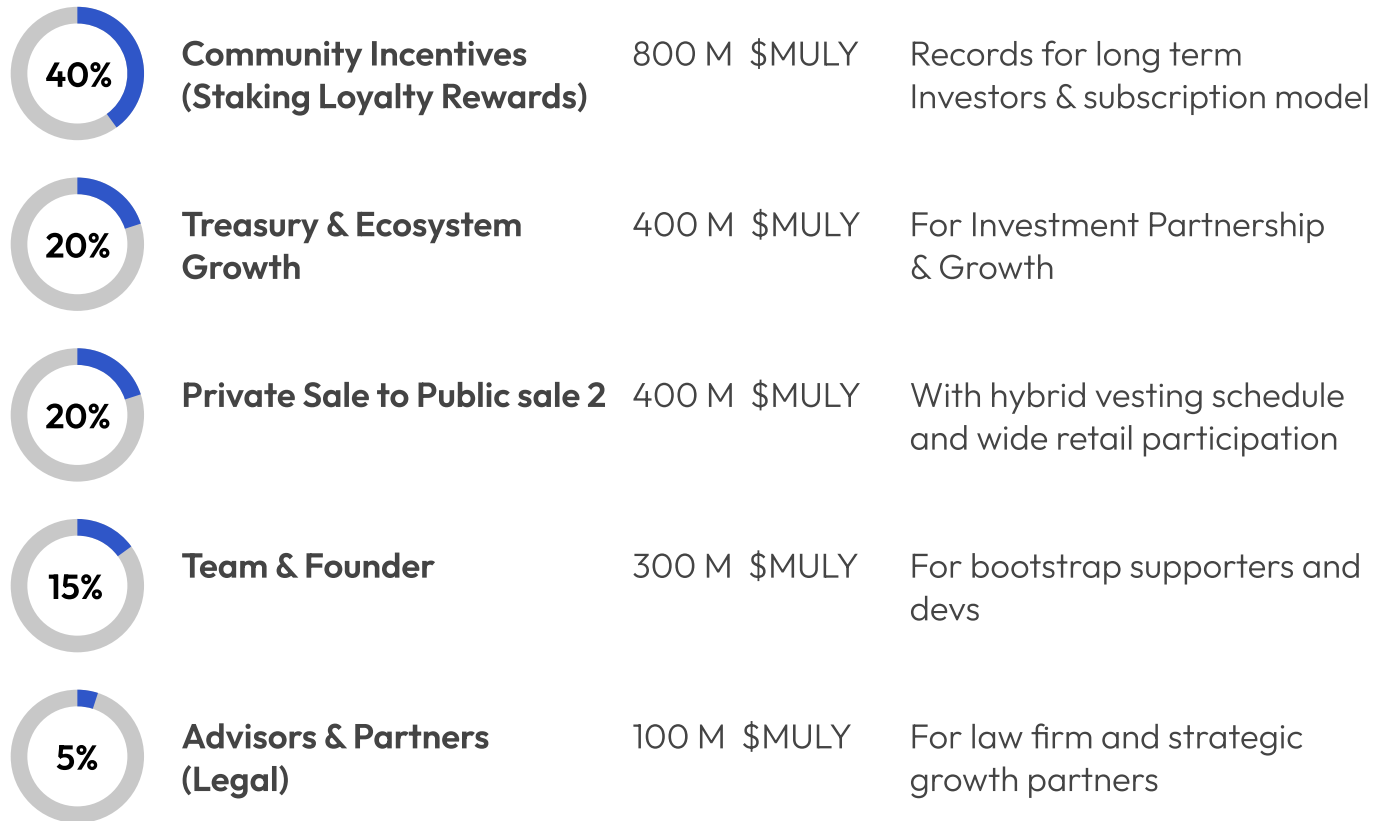 40%
Community Incentives
(Staking Loyalty Rewards)
800 M $MULY
Records for long term
Investors & subscription model
20%
Treasury & Ecosystem
Growth
400 M $MULY
For Investment Partnership
& Growth
20%
Private Sale to Public sale 2
400 M $MULY
With hybrid vesting schedule
and wide retail participation
15%
Team & Founder
300 M $MULY
For bootstrap supporters and
devs
5%
Advisors & Partners
(Legal)
100 M $MULY
For law firm and strategic
growth partners